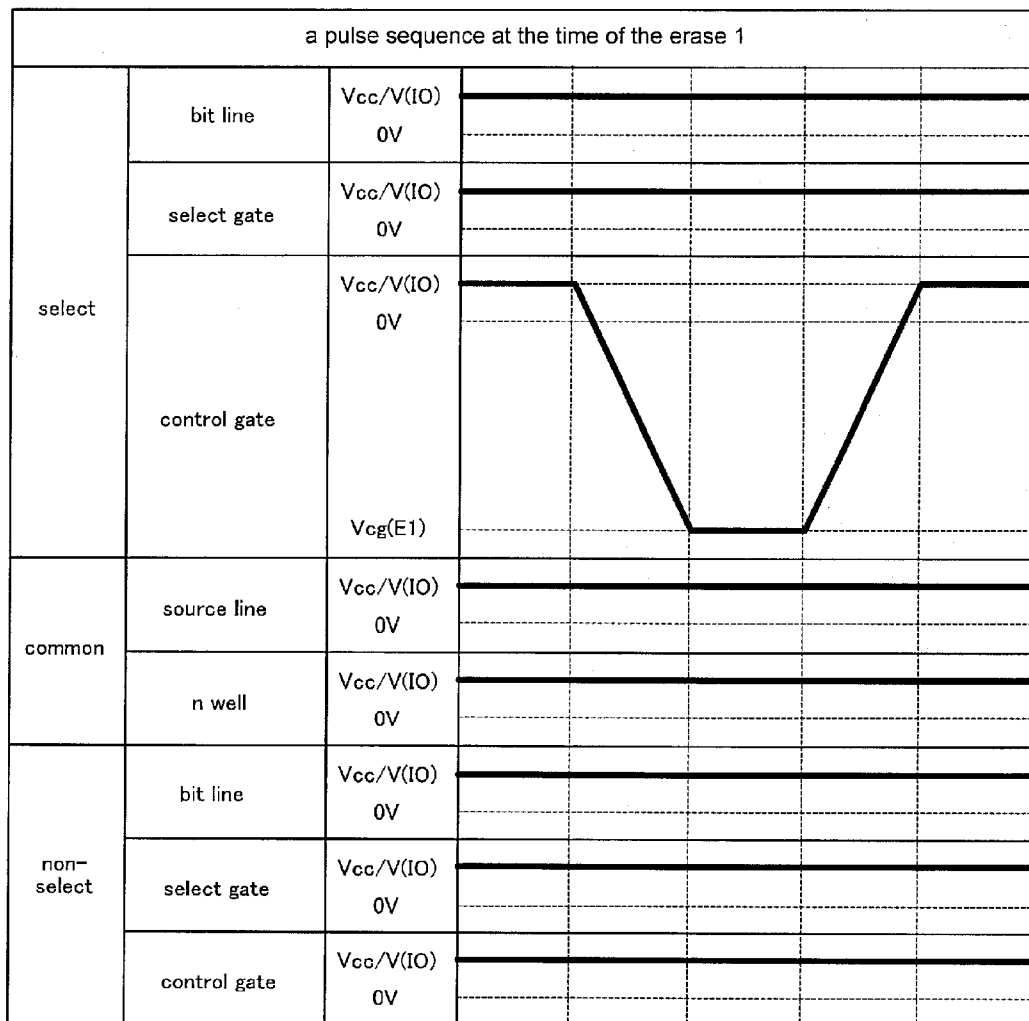 a pulse sequence at the time of the erase 1
select
bit line
Vcc/V(IO)
0V
select gate
Vcc/V(IO)
0V
control gate
Vcc/V(IO)
0V
Vcg(E1)
common
source line
Vcc/V(IO)
0V
n well
Vcc/V(IO)
0V
non-
select
bit line
Vcc/V(IO)
0V
select gate
Vcc/V(IO)
0V
control gate
Vcc/V(IO)
0V